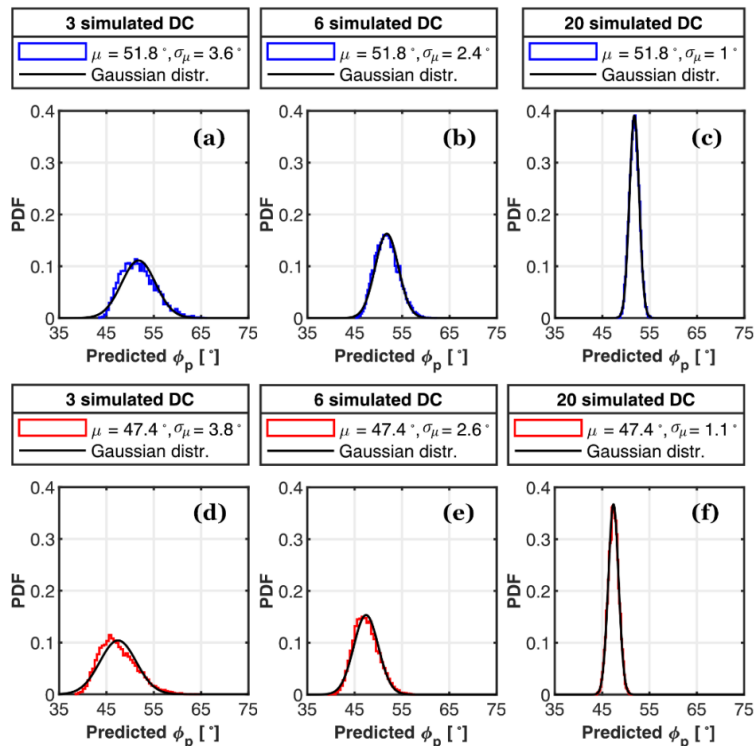 3 simulated DC
μ = 51.8 °, σμ = 3.6 °
Gaussian distr.
6 simulated DC
μ = 51.8 °, σμ = 2.4 °
Gaussian distr.
20 simulated DC
μ = 51.8 °, σμ = 1 °
Gaussian distr.
(a)
PDF
0.4
0.3
0.2
0.1
0
35 45 55 65 75
Predicted ϕp [ ° ]
(b)
PDF
0.4
0.3
0.2
0.1
0
35 45 55 65 75
Predicted ϕp [ ° ]
(c)
PDF
0.4
0.3
0.2
0.1
0
35 45 55 65 75
Predicted ϕp [ ° ]
3 simulated DC
μ = 47.4 °, σμ = 3.8 °
Gaussian distr.
6 simulated DC
μ = 47.4 °, σμ = 2.6 °
Gaussian distr.
20 simulated DC
μ = 47.4 °, σμ = 1.1 °
Gaussian distr.
(d)
PDF
0.4
0.3
0.2
0.1
0
35 45 55 65 75
Predicted ϕp [ ° ]
(e)
PDF
0.4
0.3
0.2
0.1
0
35 45 55 65 75
Predicted ϕp [ ° ]
(f)
PDF
0.4
0.3
0.2
0.1
0
35 45 55 65 75
Predicted ϕp [ ° ]